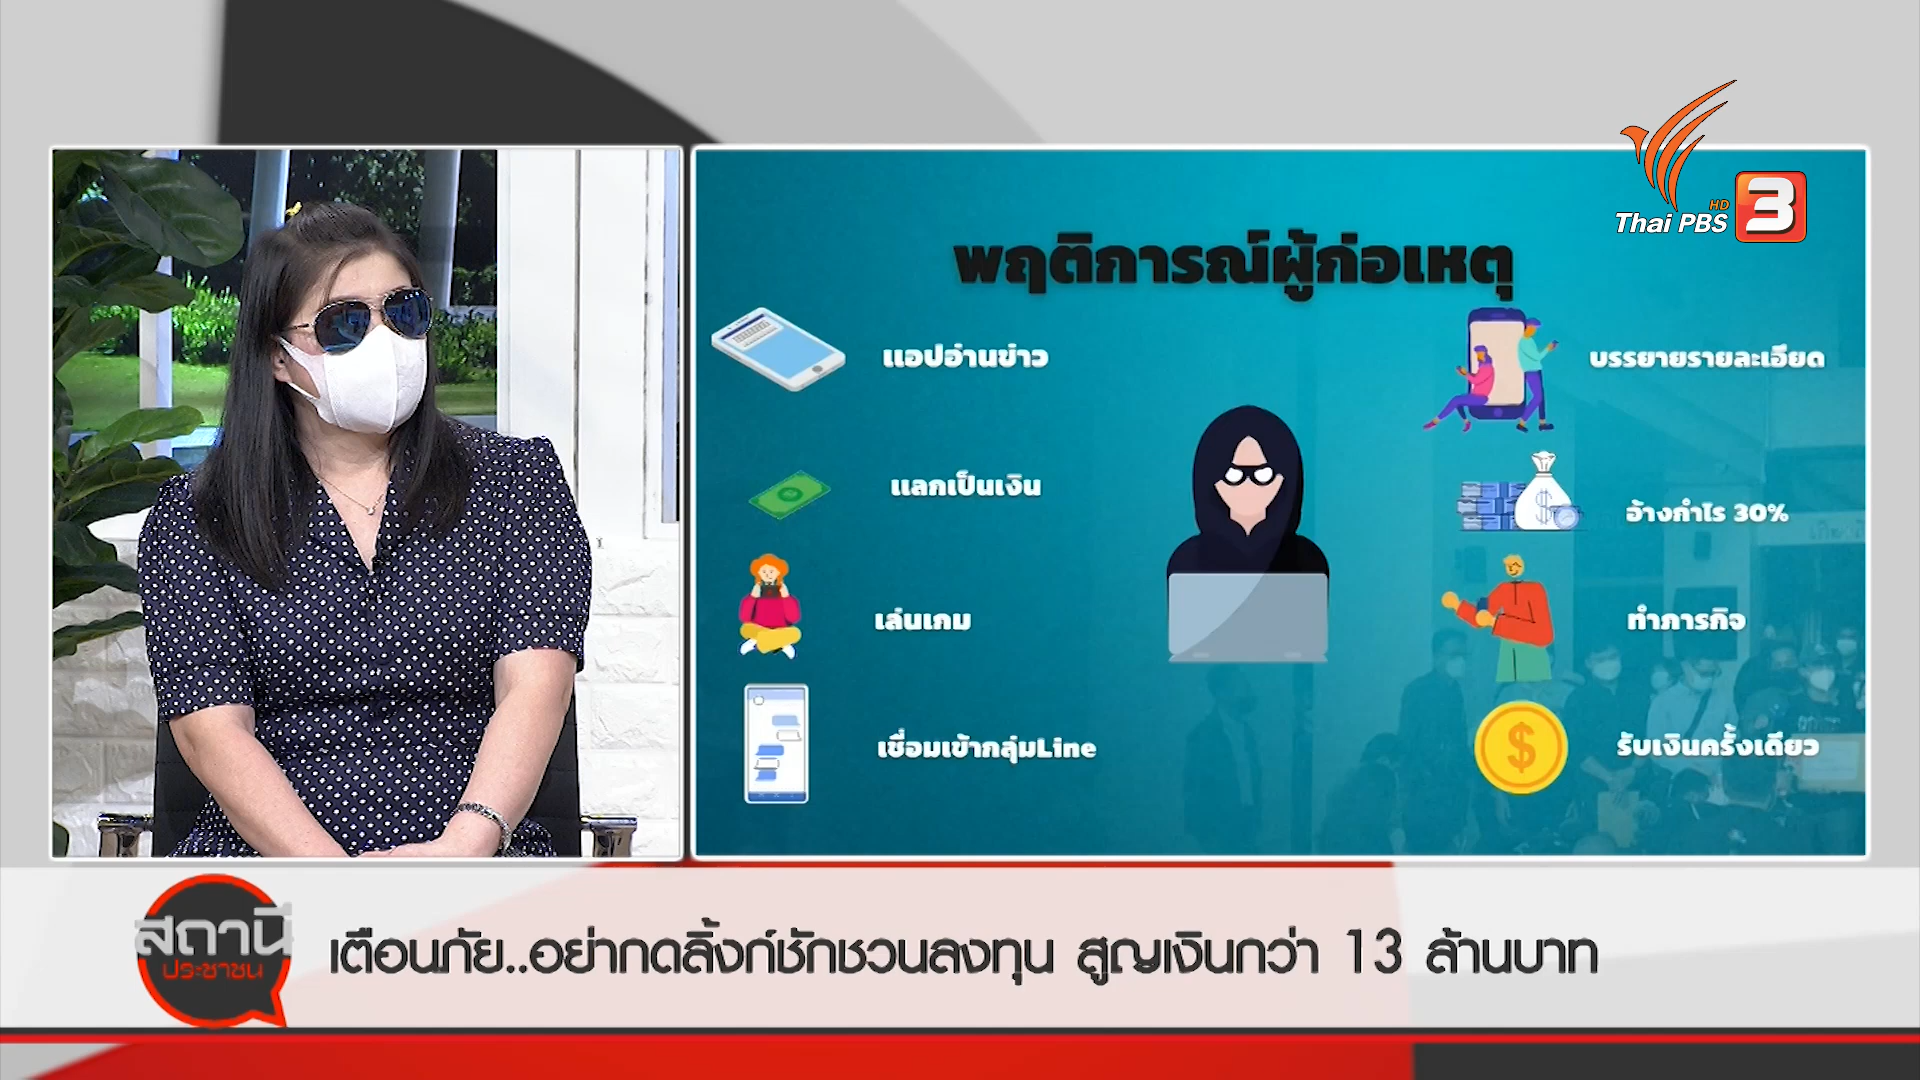 Thai PBS HD 3
พฤติการณ์ผู้ก่อเหตุ
แอปอ่านข่าว
แลกเป็นเงิน
เล่นเกม
เชื่อมเข้ากลุ่มLine
บรรยายรายละเอียด
อ้างกำไร 30%
ทำภารกิจ
รับเงินครั้งเดียว
สถานี
ประชาชน
เตือนภัย..อย่ากดลิ้งก์ชักชวนลงทุน สูญเงินกว่า 13 ล้านบาท